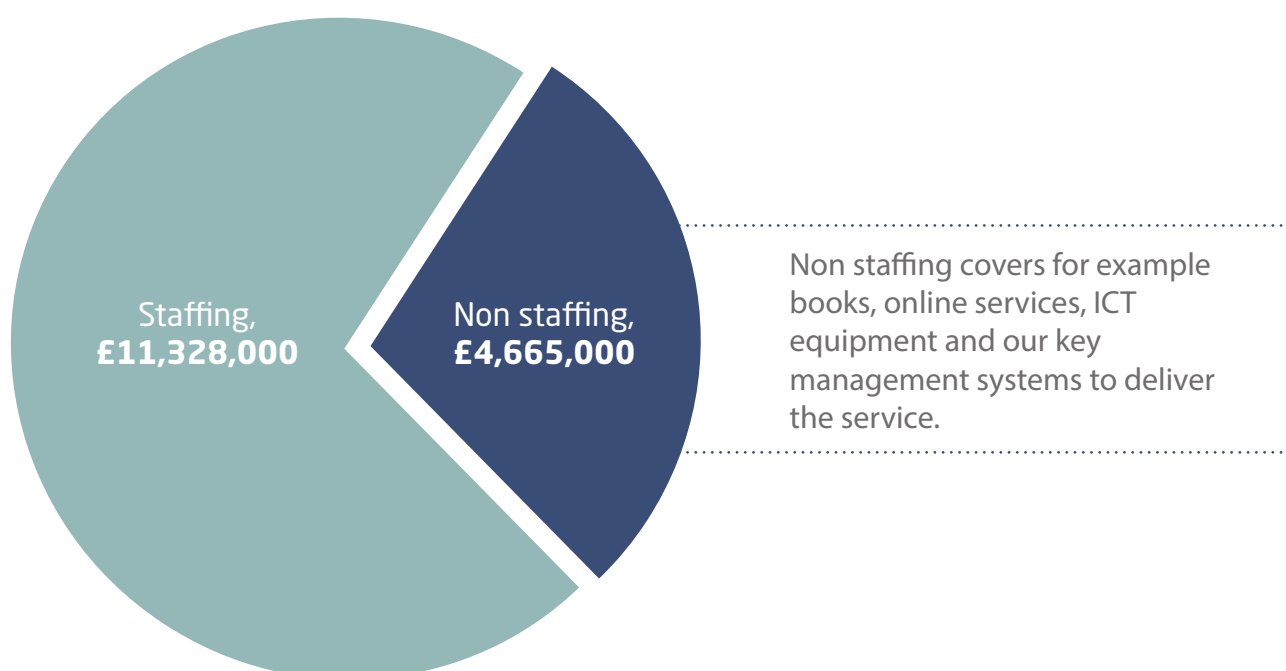 Staffing,
£11,328,000
Non staffing,
£4,665,000
Non staffing covers for example
books, online services, ICT
equipment and our key
management systems to deliver
the service.